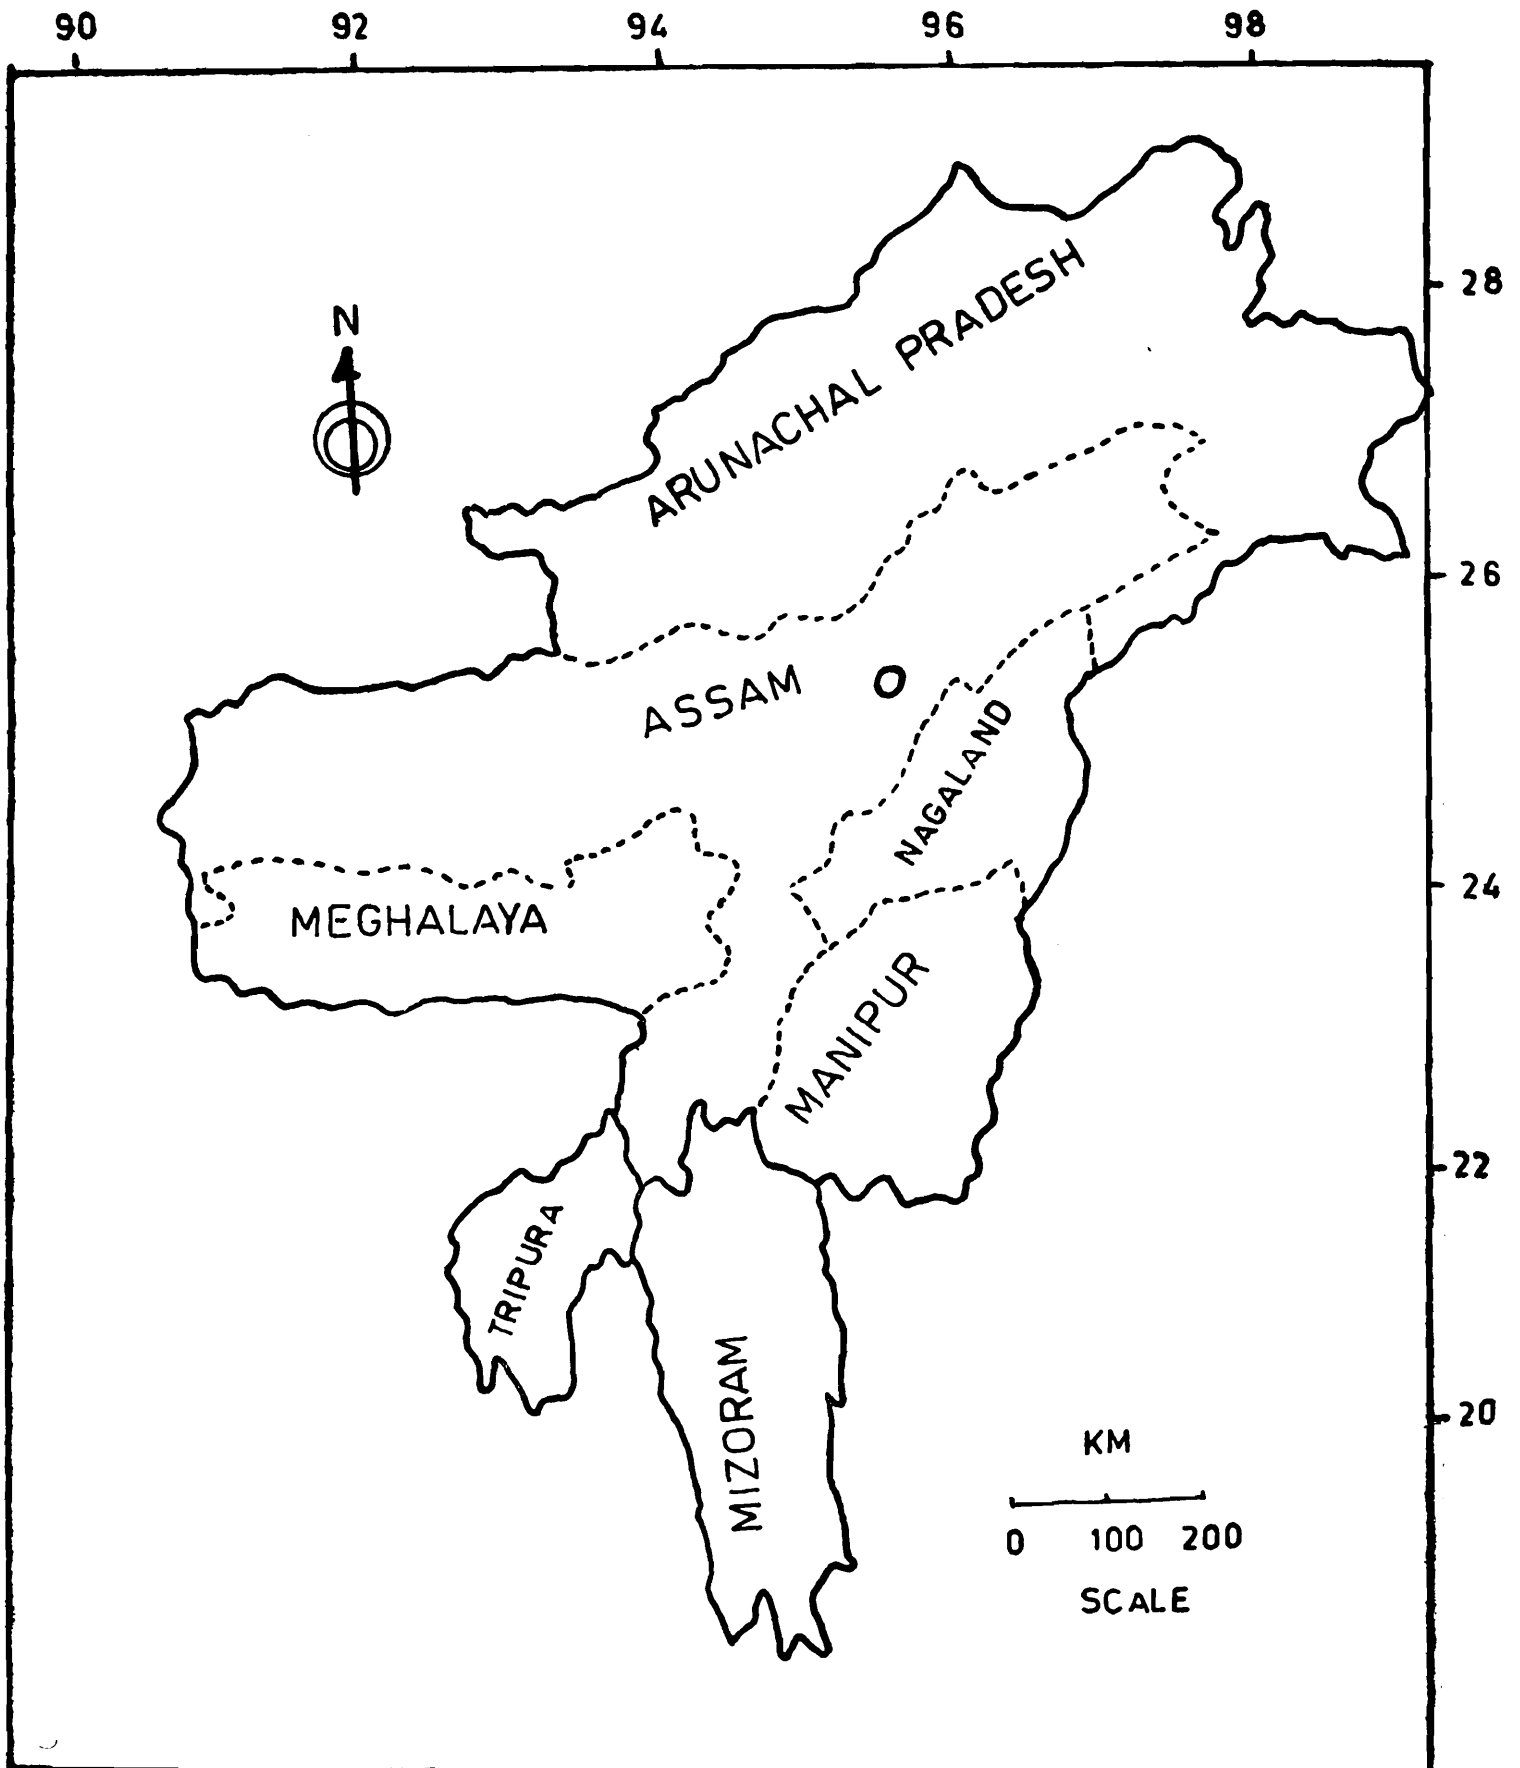 90 92 94 96 98
28
N
ARUNACHAL PRADESH
26
ASSAM
NAGALAND
24
MEGHALAYA
MANIPUR
22
TRIPURA
MIZORAM
20
KM
0 100 200
SCALE